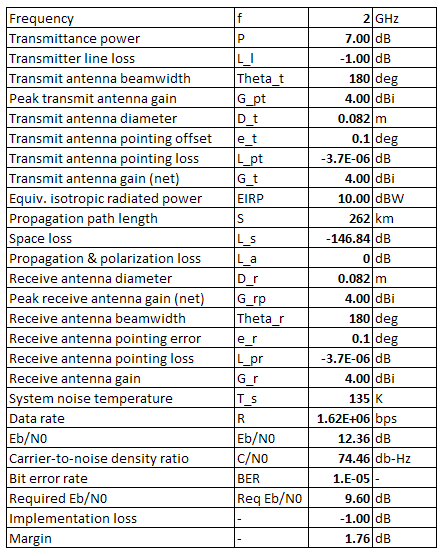 Frequency f 2 GHz
Transmittance power P 7.00 dB
Transmitter line loss L_l -1.00 dB
Transmit antenna beamwidth Theta_t 180 deg
Peak transmit antenna gain G_pt 4.00 dBi
Transmit antenna diameter D_t 0.082 m
Transmit antenna pointing offset e_t 0.1 deg
Transmit antenna pointing loss L_pt -3.7E-06 dB
Transmit antenna gain (net) G_t 4.00 dBi
Equiv. isotropic radiated power EIRP 10.00 dBW
Propagation path length S 262 km
Space loss L_s -146.84 dB
Propagation & polarization loss L_a 0 dB
Receive antenna diameter D_r 0.082 m
Peak receive antenna gain (net) G_rp 4.00 dBi
Receive antenna beamwidth Theta_r 180 deg
Receive antenna pointing error e_r 0.1 deg
Receive antenna pointing loss L_pr -3.7E-06 dB
Receive antenna gain G_r 4.00 dBi
System noise temperature T_s 135 K
Data rate R 1.62E+06 bps
Eb/N0 Eb/N0 12.36 dB
Carrier-to-noise density ratio C/N0 74.46 db-Hz
Bit error rate BER 1.E-05 -
Required Eb/N0 Req Eb/N0 9.60 dB
Implementation loss - -1.00 dB
Margin - 1.76 dB